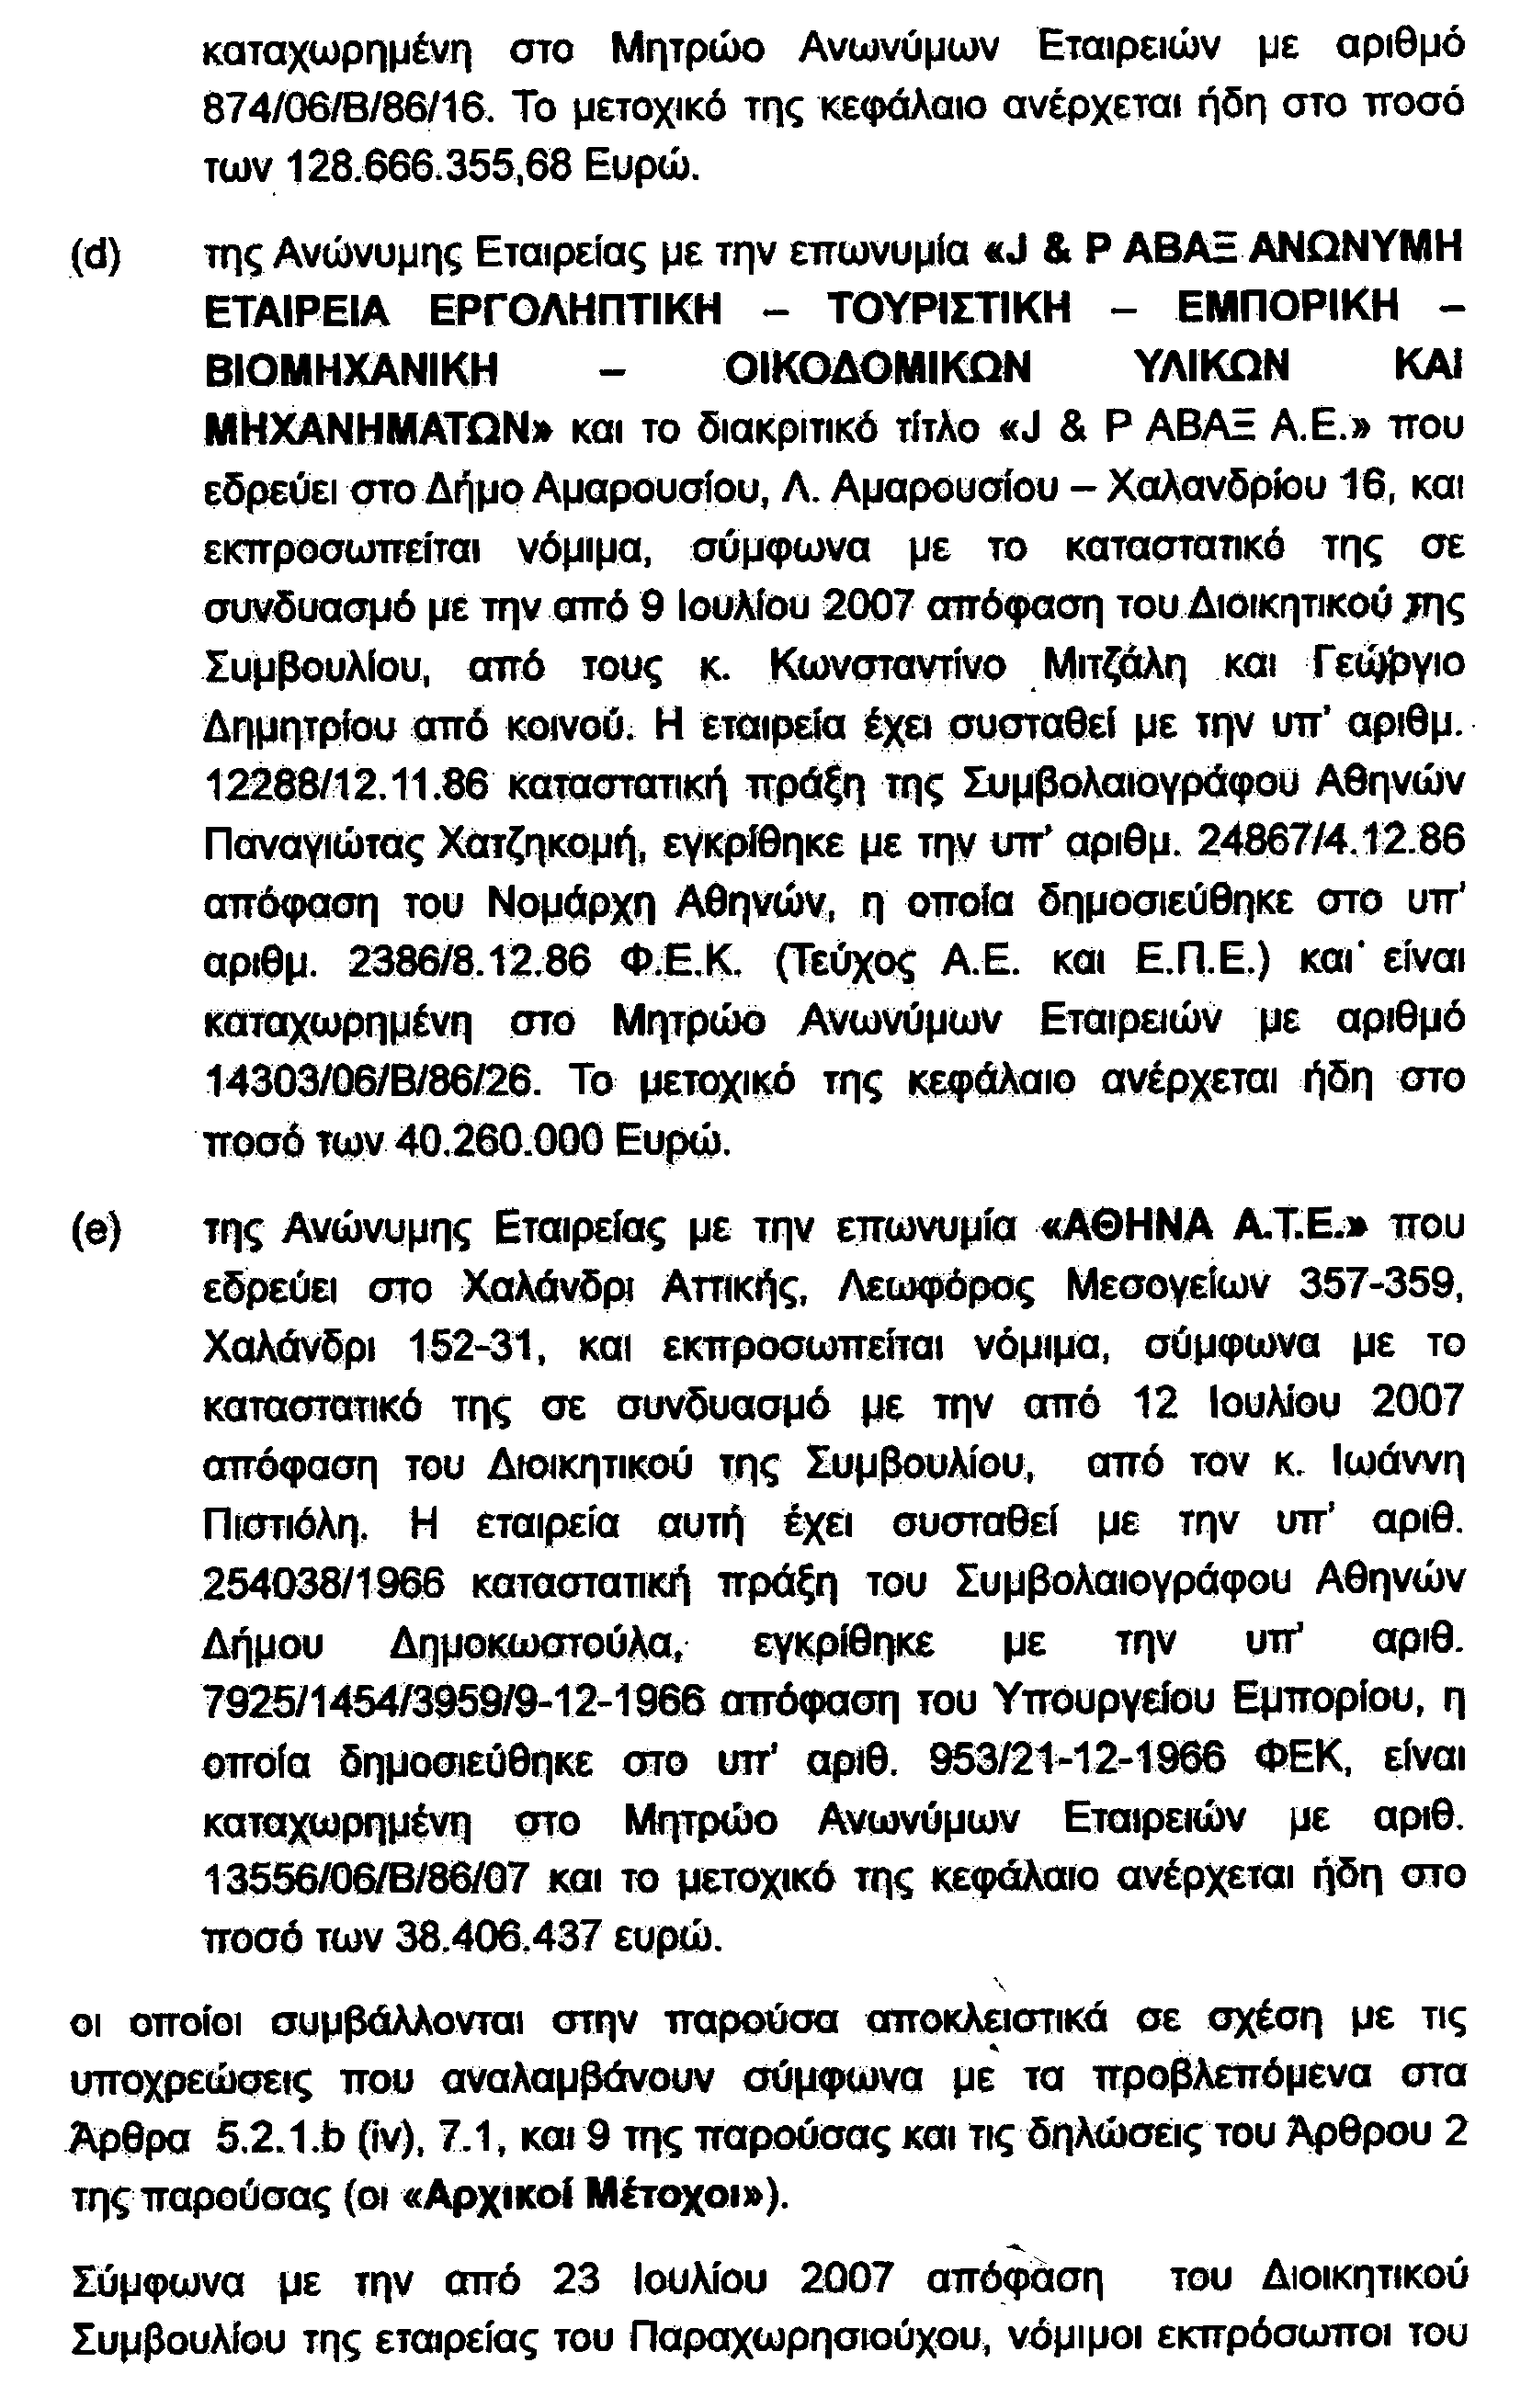 καταχωρημένη στο Μητρώο Ανωνύμων Εταιρειών με αριθμό
874/06/Β/86/16. Το μετοχικό της κεφάλαιο ανέρχεται ήδη στο ποσό
των 128.666.355,68 Ευρώ.
(d) της Ανώνυμης Εταιρείας με την επωνυμία «J & P ΑΒΑΞ ΑΝΩΝΥΜΗ
ΕΤΑΙΡΕΙΑ ΕΡΓΟΛΗΠΤΙΚΗ – ΤΟΥΡΙΣΤΙΚΗ – ΕΜΠΟΡΙΚΗ –
ΒΙΟΜΗΧΑΝΙΚΗ – ΟΙΚΟΔΟΜΙΚΩΝ ΥΛΙΚΩΝ ΚΑΙ
ΜΗΧΑΝΗΜΑΤΩΝ» και το διακριτικό τίτλο «J & P ΑΒΑΞ Α.Ε.» που
εδρεύει στο Δήμο Αμαρουσίου, Λ. Αμαρουσίου – Χαλανδρίου 16, και
εκπροσωπείται νόμιμα, σύμφωνα με το καταστατικό της σε
συνδυασμό με την από 9 Ιουλίου 2007 απόφαση του Διοικητικού της
Συμβουλίου, από τους κ. Κωνσταντίνο Μιτζάλη και Γεώργιο
Δημητρίου από κοινού. Η εταιρεία έχει συσταθεί με την υπ' αριθμ.
12288/12.11.86 καταστατική πράξη της Συμβολαιογράφου Αθηνών
Παναγιώτας Χατζηκομή, εγκρίθηκε με την υπ' αριθμ. 24867/4.12.86
απόφαση του Νομάρχη Αθηνών, η οποία δημοσιεύθηκε στο υπ'
αριθμ. 2386/8.12.86 Φ.Ε.Κ. (Τεύχος Α.Ε. και Ε.Π.Ε.) και είναι
καταχωρημένη στο Μητρώο Ανωνύμων Εταιρειών με αριθμό
14303/06/Β/86/26. Το μετοχικό της κεφάλαιο ανέρχεται ήδη στο
ποσό των 40.260.000 Ευρώ.
(e) της Ανώνυμης Εταιρείας με την επωνυμία «ΑΘΗΝΑ Α.Τ.Ε.» που
εδρεύει στο Χαλάνδρι Αττικής, Λεωφόρος Μεσογείων 357-359,
Χαλάνδρι 152-31, και εκπροσωπείται νόμιμα, σύμφωνα με το
καταστατικό της σε συνδυασμό με την από 12 Ιουλίου 2007
απόφαση του Διοικητικού της Συμβουλίου, από τον κ. Ιωάννη
Πιστιόλη. Η εταιρεία αυτή έχει συσταθεί με την υπ' αριθ.
254038/1966 καταστατική πράξη του Συμβολαιογράφου Αθηνών
Δήμου Δημοκωστούλα, εγκρίθηκε με την υπ' αριθ.
7925/1454/3959/9-12-1966 απόφαση του Υπουργείου Εμπορίου, η
οποία δημοσιεύθηκε στο υπ' αριθ. 953/21-12-1966 ΦΕΚ, είναι
καταχωρημένη στο Μητρώο Ανωνύμων Εταιρειών με αριθ.
13556/06/Β/86/07 και το μετοχικό της κεφάλαιο ανέρχεται ήδη στο
ποσό των 38.406.437 ευρώ.
οι οποίοι συμβάλλονται στην παρούσα αποκλειστικά σε σχέση με τις
υποχρεώσεις που αναλαμβάνουν σύμφωνα με τα προβλεπόμενα στα
Άρθρα 5.2.1.b (iv), 7.1, και 9 της παρούσας και τις δηλώσεις του Άρθρου 2
της παρούσας (οι «Αρχικοί Μέτοχοι»).
Σύμφωνα με την από 23 Ιουλίου 2007 απόφαση του Διοικητικού
Συμβουλίου της εταιρείας του Παραχωρησιούχου, νόμιμοι εκπρόσωποι του